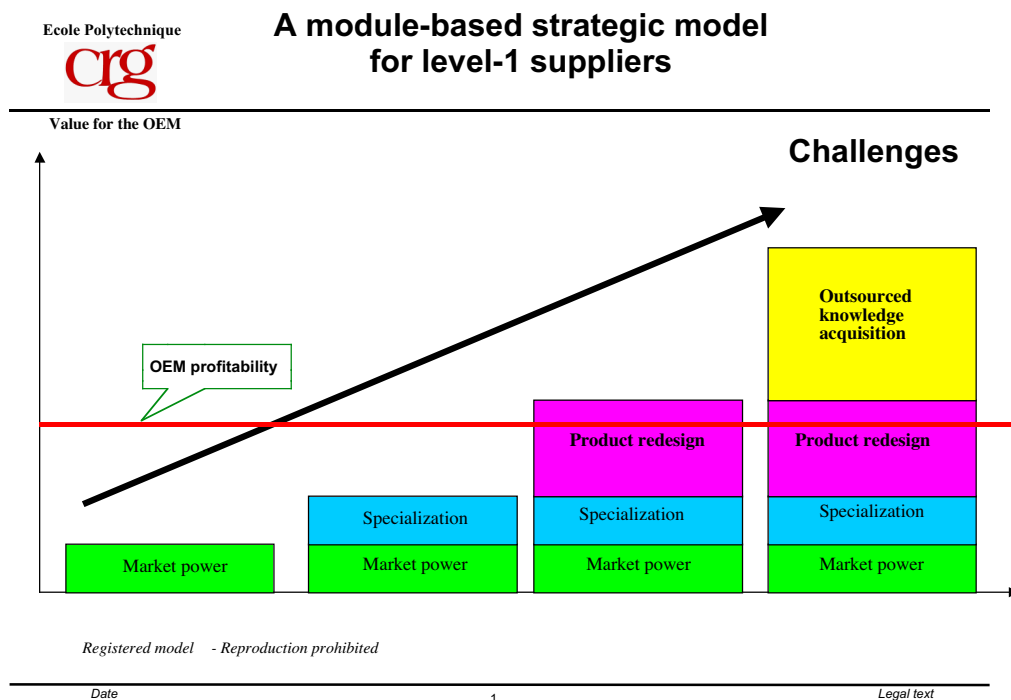 Ecole Polytechnique
crg
A module-based strategic model
for level-1 suppliers
Value for the OEM
Challenges
Outsourced
knowledge
acquisition
OEM profitability
Product redesign
Product redesign
Specialization
Specialization
Specialization
Market power
Market power
Market power
Market power
Registered model - Reproduction prohibited
Date
1
Legal text